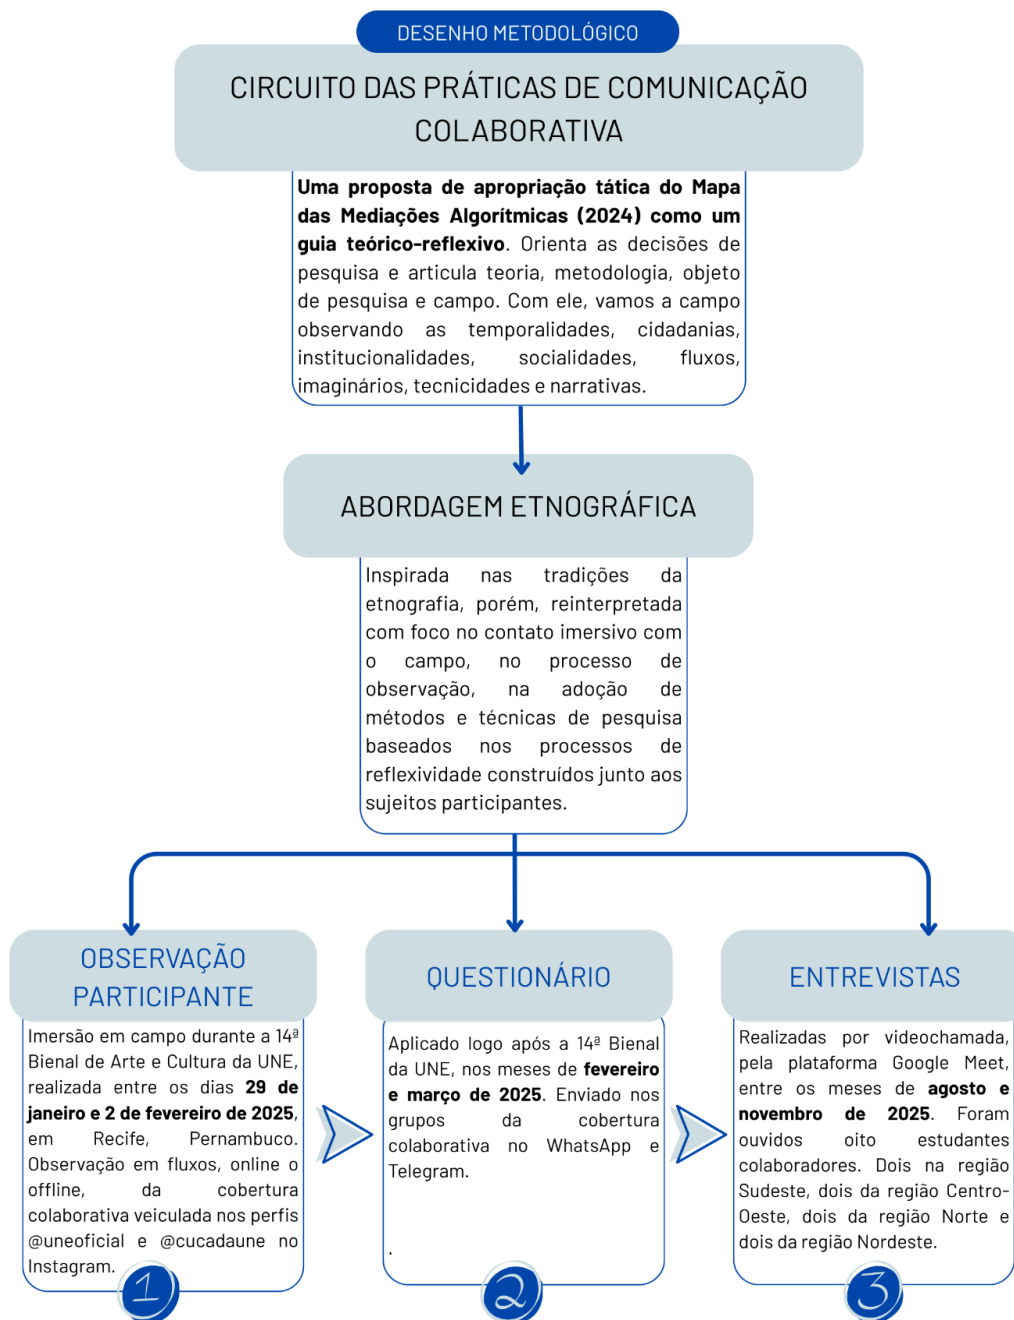 DESENHO METODOLÓGICO
CIRCUITO DAS PRÁTICAS DE COMUNICAÇÃO
COLABORATIVA
Uma proposta de apropriação tática do Mapa
das Mediações Algorítmicas (2024) como um
guia teórico-reflexivo. Orienta as decisões de
pesquisa e articula teoria, metodologia, objeto
de pesquisa e campo. Com ele, vamos a campo
observando as temporalidades, cidadanias,
institucionalidades, socialidades, fluxos,
imaginários, tecnicidades e narrativas.
ABORDAGEM ETNOGRÁFICA
Inspirada nas tradições da
etnografia, porém, reinterpretada
com foco no contato imersivo com
o campo, no processo de
observação, na adoção de
métodos e técnicas de pesquisa
baseados nos processos de
reflexividade construídos junto aos
sujeitos participantes.
OBSERVAÇÃO
PARTICIPANTE
Imersão em campo durante a 14ª
Bienal de Arte e Cultura da UNE,
realizada entre os dias 29 de
janeiro e 2 de fevereiro de 2025,
em Recife, Pernambuco.
Observação em fluxos, online o
offline, da cobertura
colaborativa veiculada nos perfis
@uneoficial e @cucadaune no
Instagram.
1
QUESTIONÁRIO
Aplicado logo após a 14ª Bienal
da UNE, nos meses de fevereiro
e março de 2025. Enviado nos
grupos da cobertura
colaborativa no WhatsApp e
Telegram.
.
2
ENTREVISTAS
Realizadas por videochamada,
pela plataforma Google Meet,
entre os meses de agosto e
novembro de 2025. Foram
ouvidos oito estudantes
colaboradores. Dois na região
Sudeste, dois da região Centro-
Oeste, dois da região Norte e
dois da região Nordeste.
3